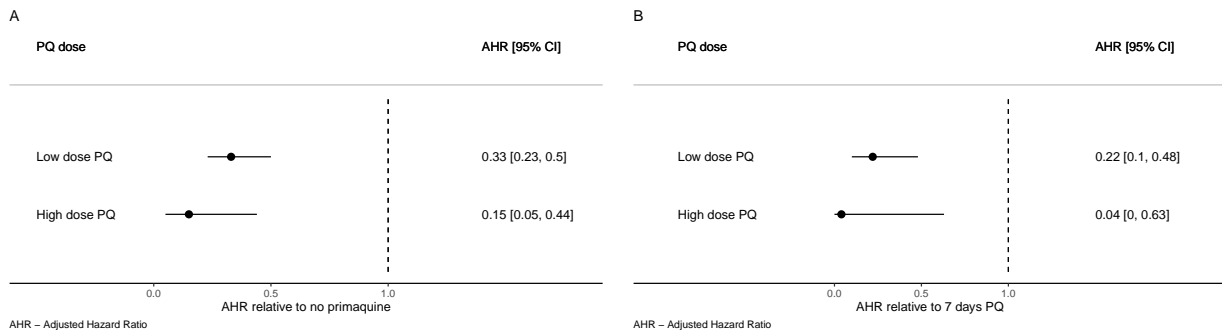 A
PQ dose AHR [95% CI]
Low dose PQ 0.33 [0.23, 0.5]
High dose PQ 0.15 [0.05, 0.44]
0.0 0.5 1.0
AHR relative to no primaquine
AHR − Adjusted Hazard Ratio
B
PQ dose AHR [95% CI]
Low dose PQ 0.22 [0.1, 0.48]
High dose PQ 0.04 [0, 0.63]
0.0 0.5 1.0
AHR relative to 7 days PQ
AHR − Adjusted Hazard Ratio